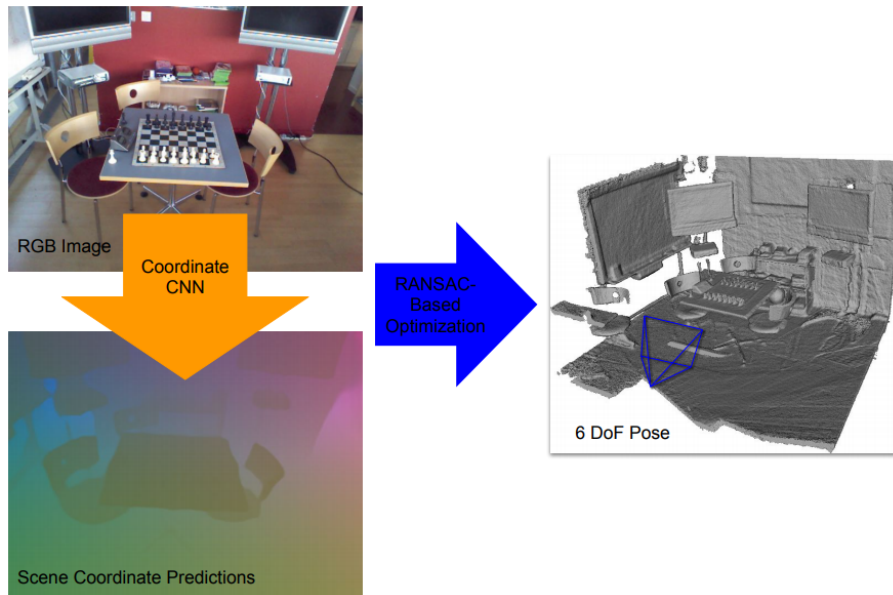 RGB Image
Coordinate
CNN
RANSAC-
Based
Optimization
6 DoF Pose
Scene Coordinate Predictions